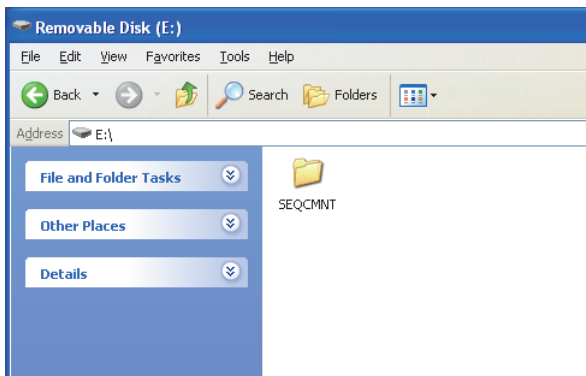 Removable Disk (E:)
File Edit View Favorites Tools Help
Back Search Folders
Address E:\
File and Folder Tasks
SEQCMNT
Other Places
Details